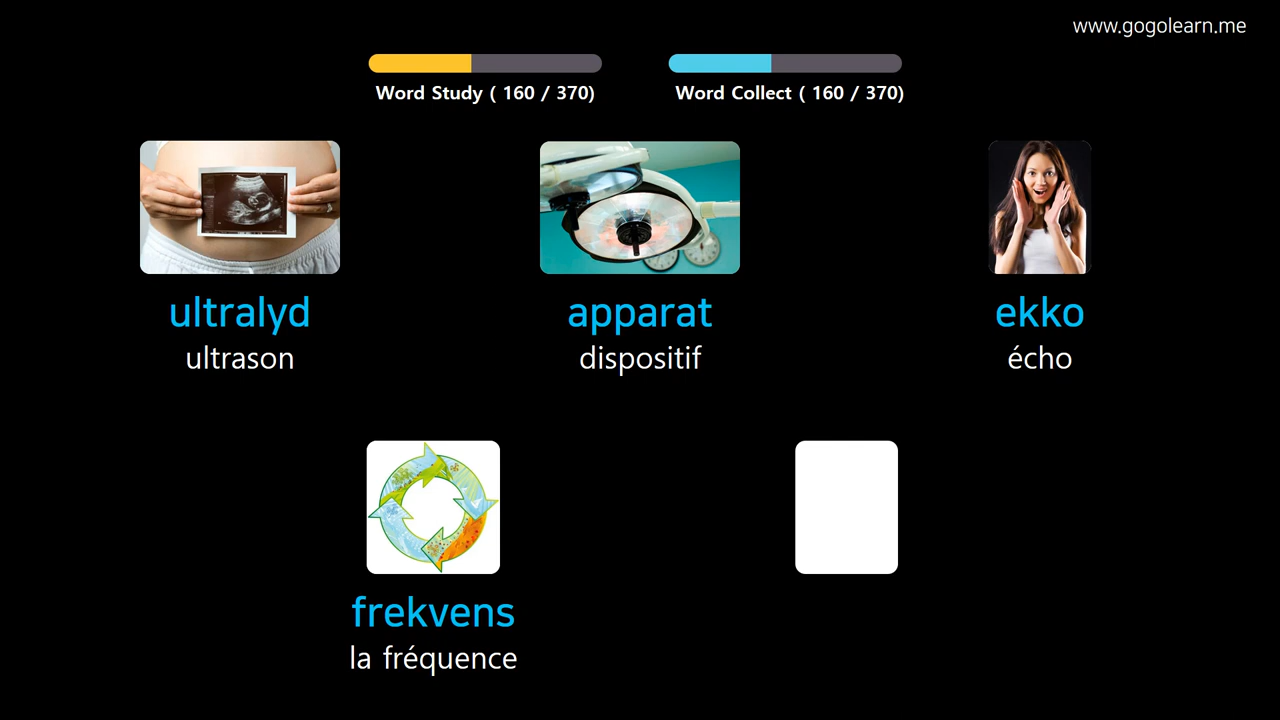 www.gogolearn.me
Word Study ( 160 / 370)
Word Collect ( 160 / 370)
ultralyd
ultrason
apparat
dispositif
ekko
écho
frekvens
la fréquence